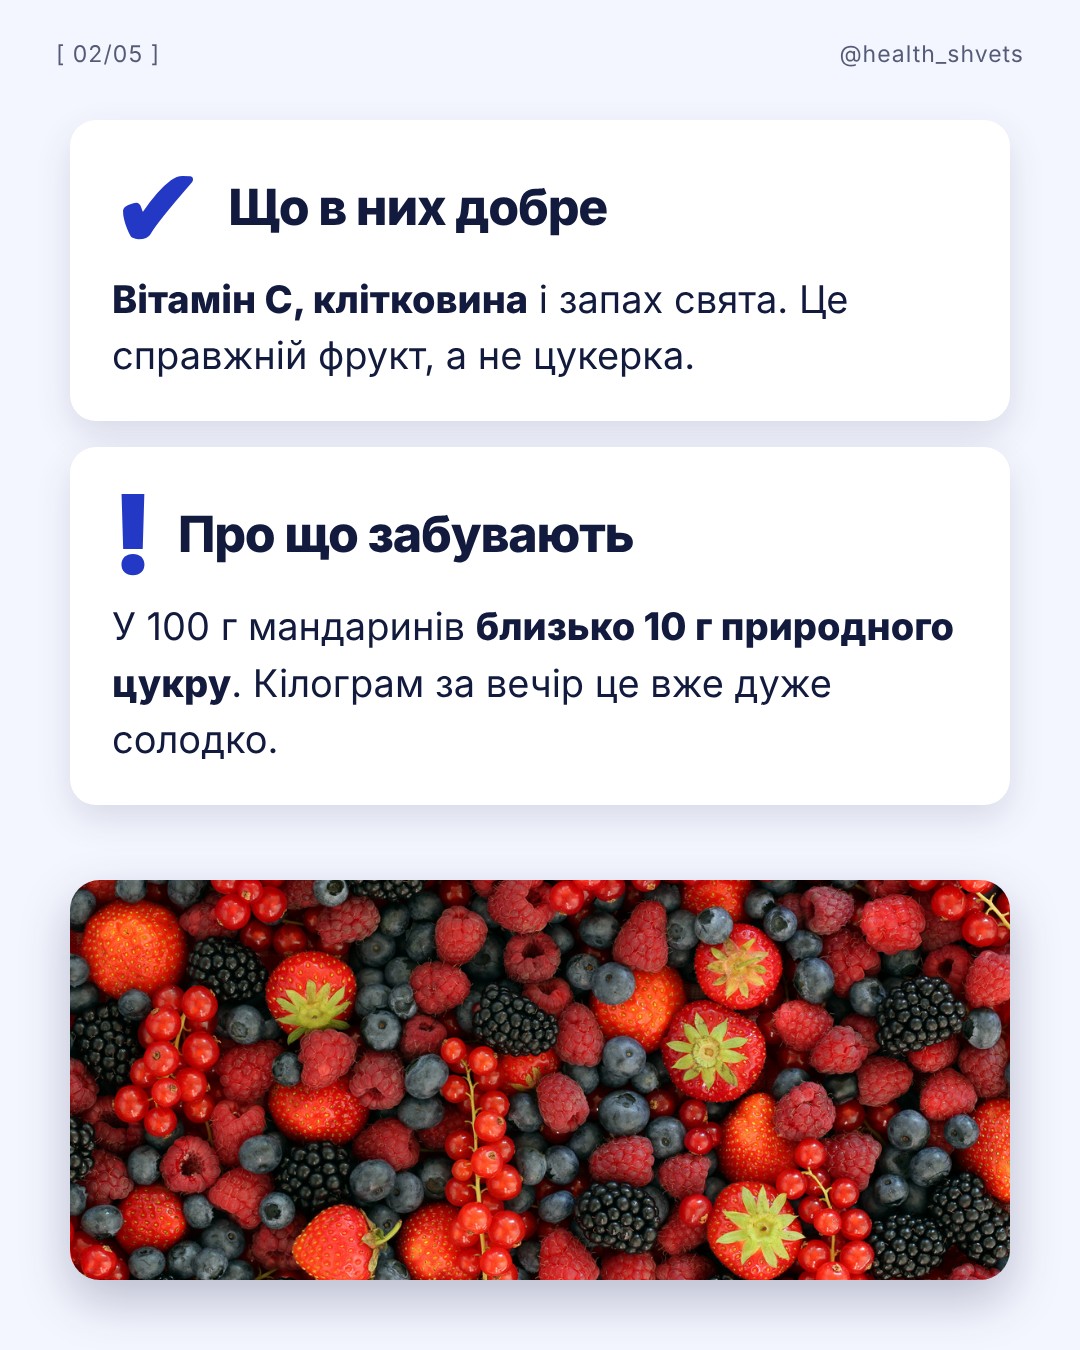 [ 02/05 ]
@health_shvets
✔ Що в них добре
Вітамін С, клітковина і запах свята. Це
справжній фрукт, а не цукерка.
! Про що забувають
У 100 г мандаринів близько 10 г природного
цукру. Кілограм за вечір це вже дуже
солодко.